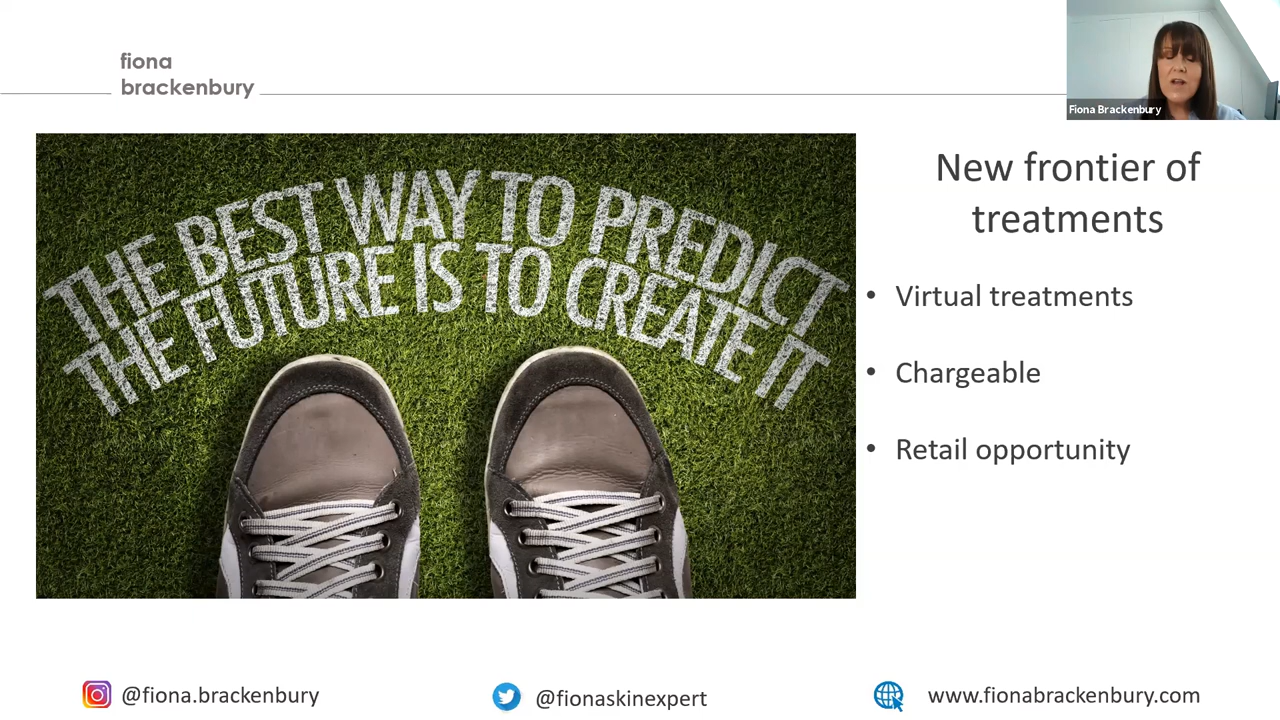 fiona
brackenbury
Fiona Brackenbury
THE BEST WAY TO PREDICT
THE FUTURE IS TO CREATE IT
New frontier of
treatments
• Virtual treatments
• Chargeable
• Retail opportunity
@fiona.brackenbury
@fionaskinexpert
www.fionabrackenbury.com